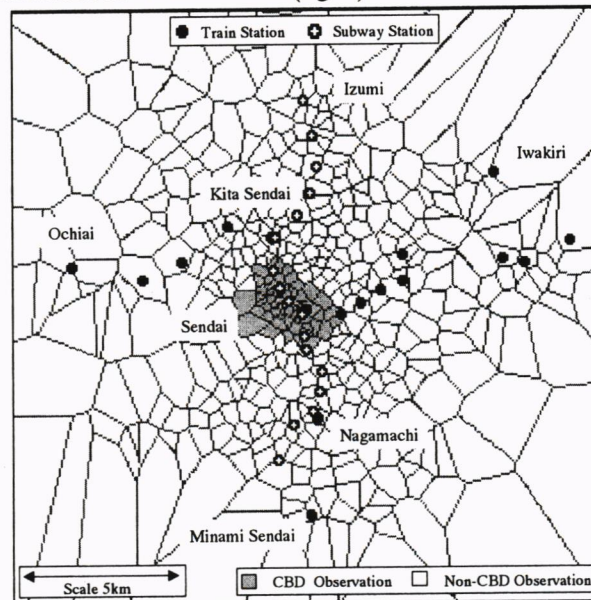 Train Station Subway Station
Izumi
Iwakiri
Kita Sendai
Ochiai
Sendai
Nagamachi
Minami Sendai
Scale 5km
CBD Observation Non-CBD Observation